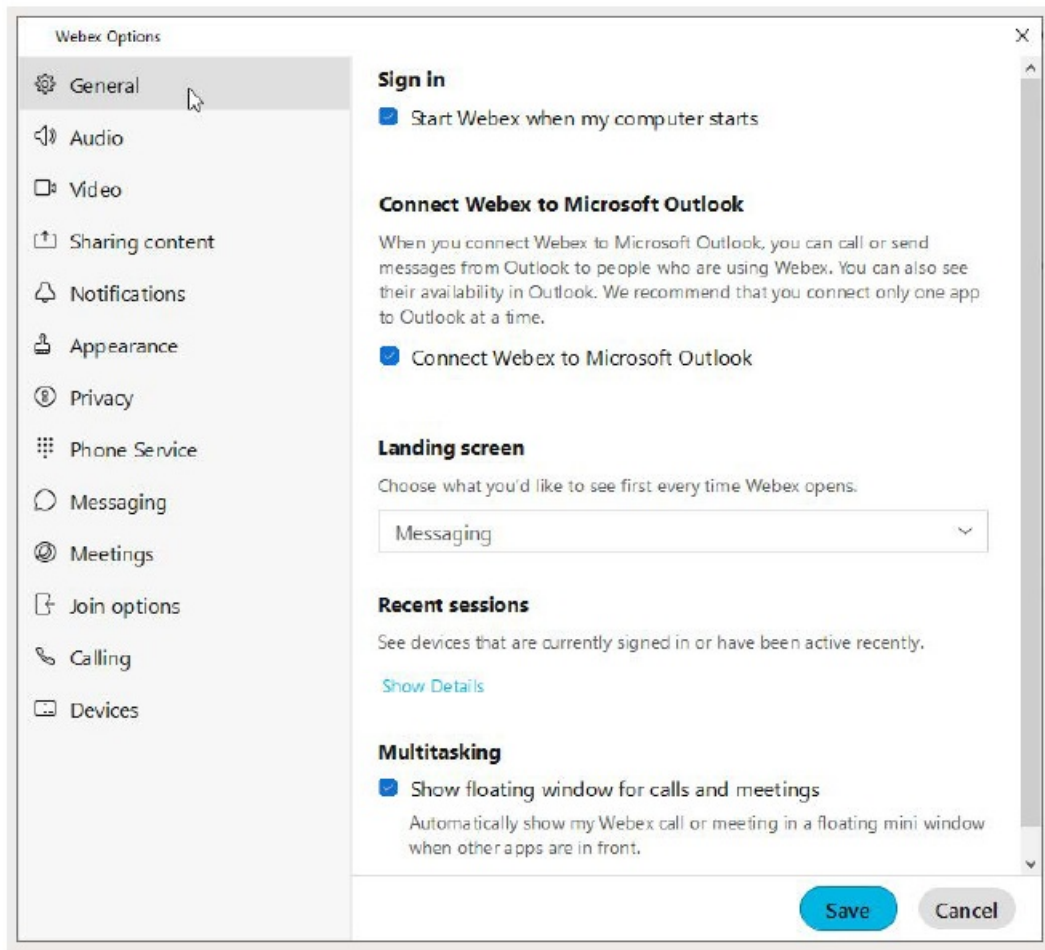 Webex Options
General
Audio
Video
Sharing content
Notifications
Appearance
Privacy
Phone Service
Messaging
Meetings
Join options
Calling
Devices
Sign in
Start Webex when my computer starts
Connect Webex to Microsoft Outlook
When you connect Webex to Microsoft Outlook, you can call or send
messages from Outlook to people who are using Webex. You can also see
their availability in Outlook. We recommend that you connect only one app
to Outlook at a time.
Connect Webex to Microsoft Outlook
Landing screen
Choose what you'd like to see first every time Webex opens.
Messaging
Recent sessions
See devices that are currently signed in or have been active recently.
Show Details
Multitasking
Show floating window for calls and meetings
Automatically show my Webex call or meeting in a floating mini window
when other apps are in front.
Save
Cancel